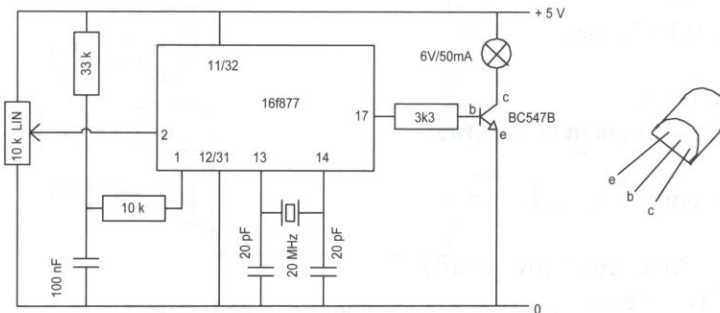 + 5 V
6V/50mA
33 k
11/32
16f877
10 k LIN
2
17
3k3
b
c
e
BC547B
1
12/31
13
14
10 k
100 nF
20 pF
20 MHz
20 pF
0
e
b
c